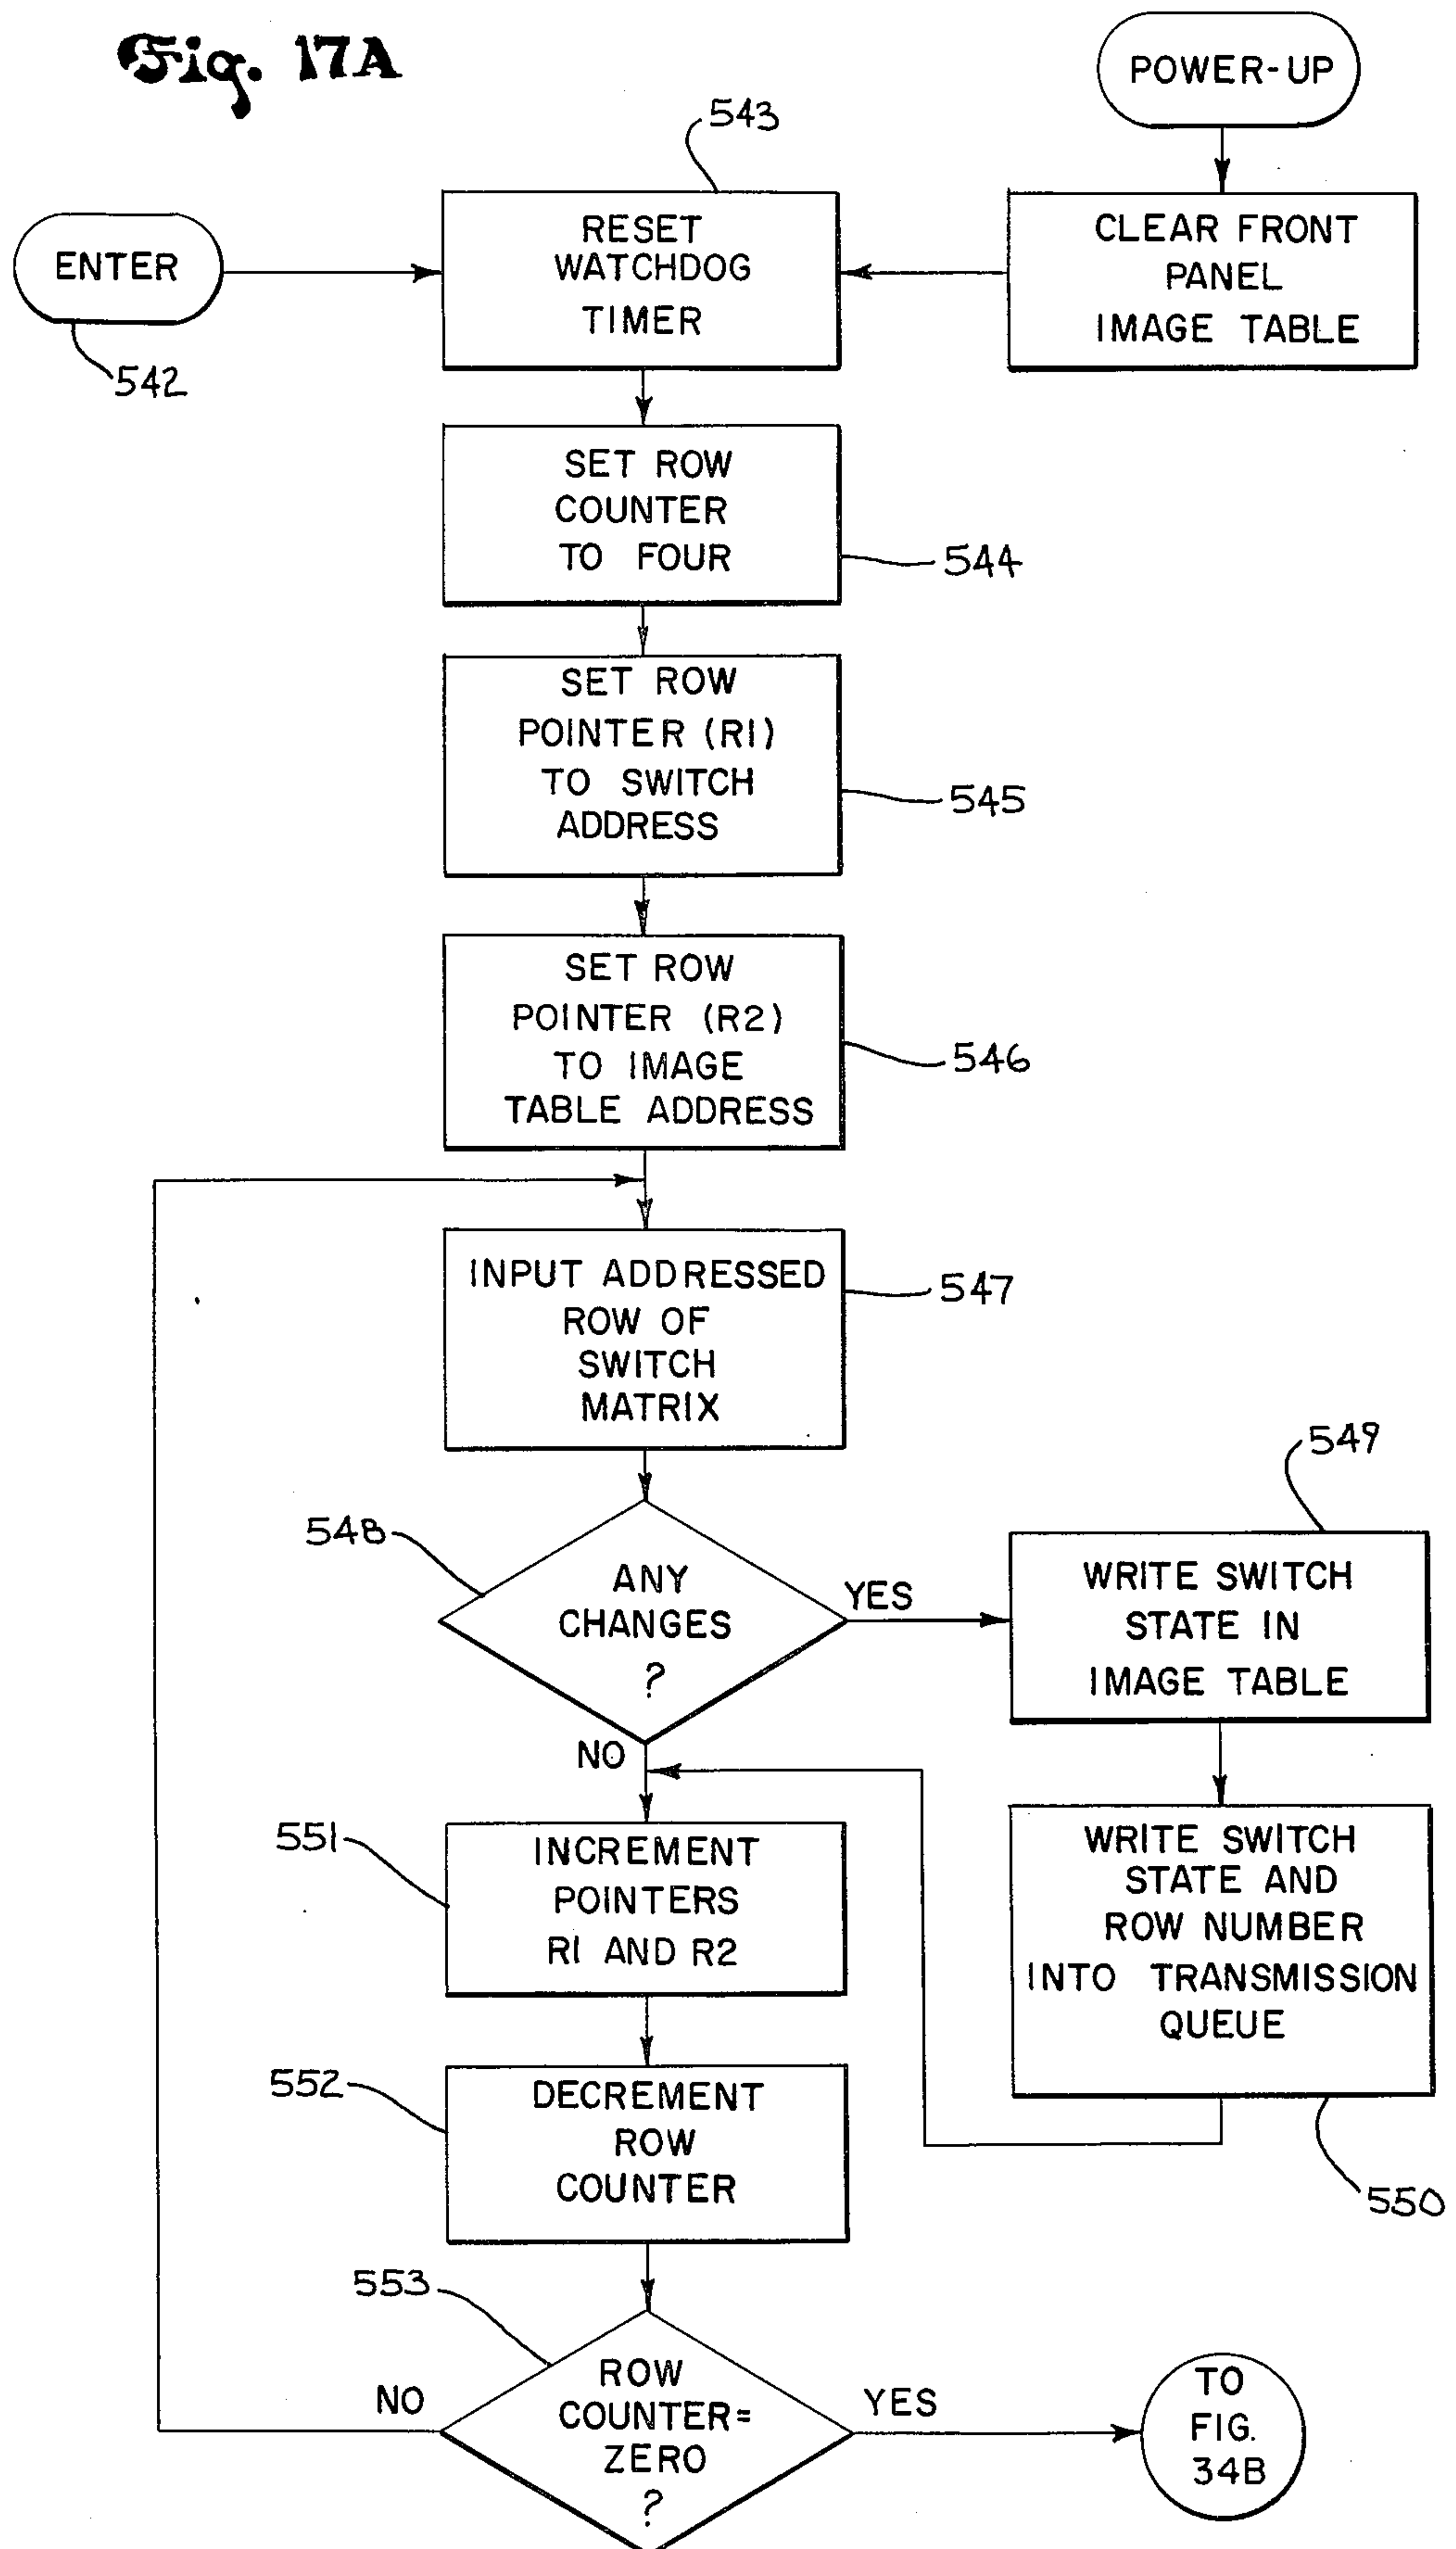 Fig. 17A
POWER-UP
543
ENTER
542
RESET
WATCHDOG
TIMER
CLEAR FRONT
PANEL
IMAGE TABLE
SET ROW
COUNTER
TO FOUR
544
SET ROW
POINTER (R1)
TO SWITCH
ADDRESS
545
SET ROW
POINTER (R2)
TO IMAGE
TABLE ADDRESS
546
INPUT ADDRESSED
ROW OF
SWITCH
MATRIX
547
548
ANY
CHANGES
?
YES
NO
549
WRITE SWITCH
STATE IN
IMAGE TABLE
WRITE SWITCH
STATE AND
ROW NUMBER
INTO TRANSMISSION
QUEUE
550
551
INCREMENT
POINTERS
R1 AND R2
552
DECREMENT
ROW
COUNTER
553
ROW
COUNTER=
ZERO
?
NO
YES
TO
FIG.
34B